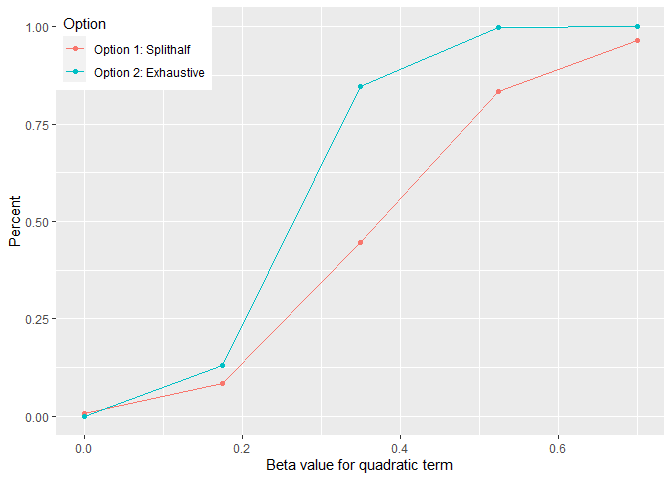 Option
Option 1: Splithalf
Option 2: Exhaustive
1.00
0.75
0.50
0.25
0.00
Percent
0.0 0.2 0.4 0.6
Beta value for quadratic term